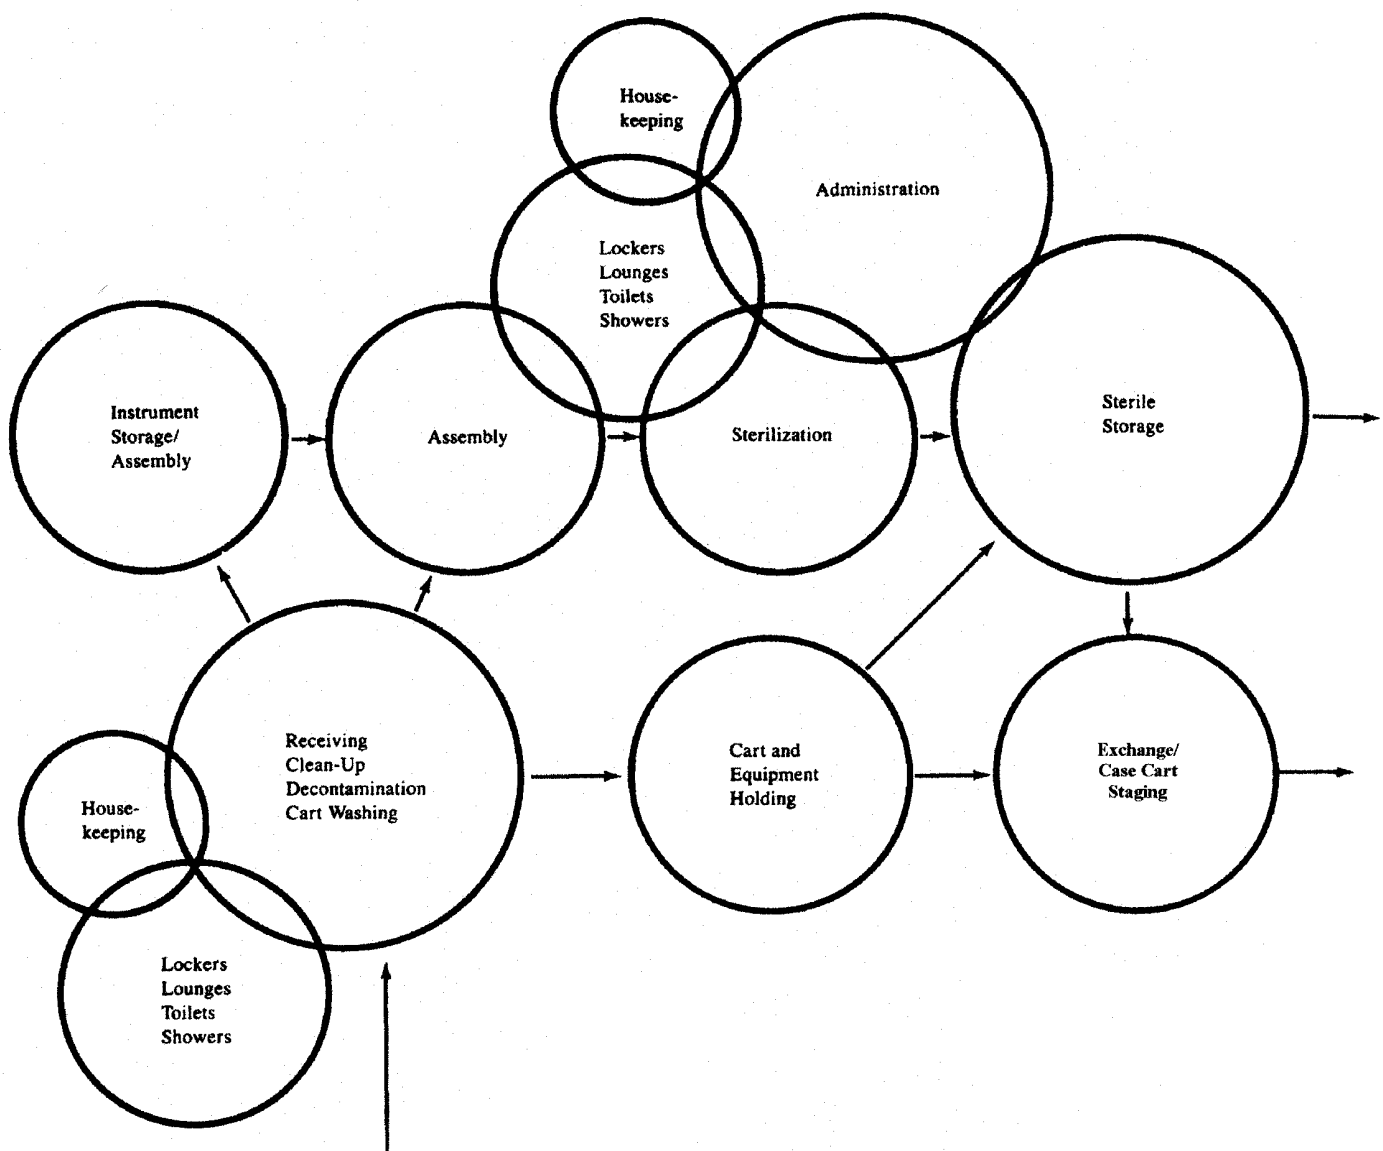 House-
keeping
Administration
Lockers
Lounges
Toilets
Showers
Instrument
Storage/
Assembly
Assembly
Sterilization
Sterile
Storage
Receiving
Clean-Up
Decontamination
Cart Washing
Cart and
Equipment
Holding
Exchange/
Case Cart
Staging
House-
keeping
Lockers
Lounges
Toilets
Showers